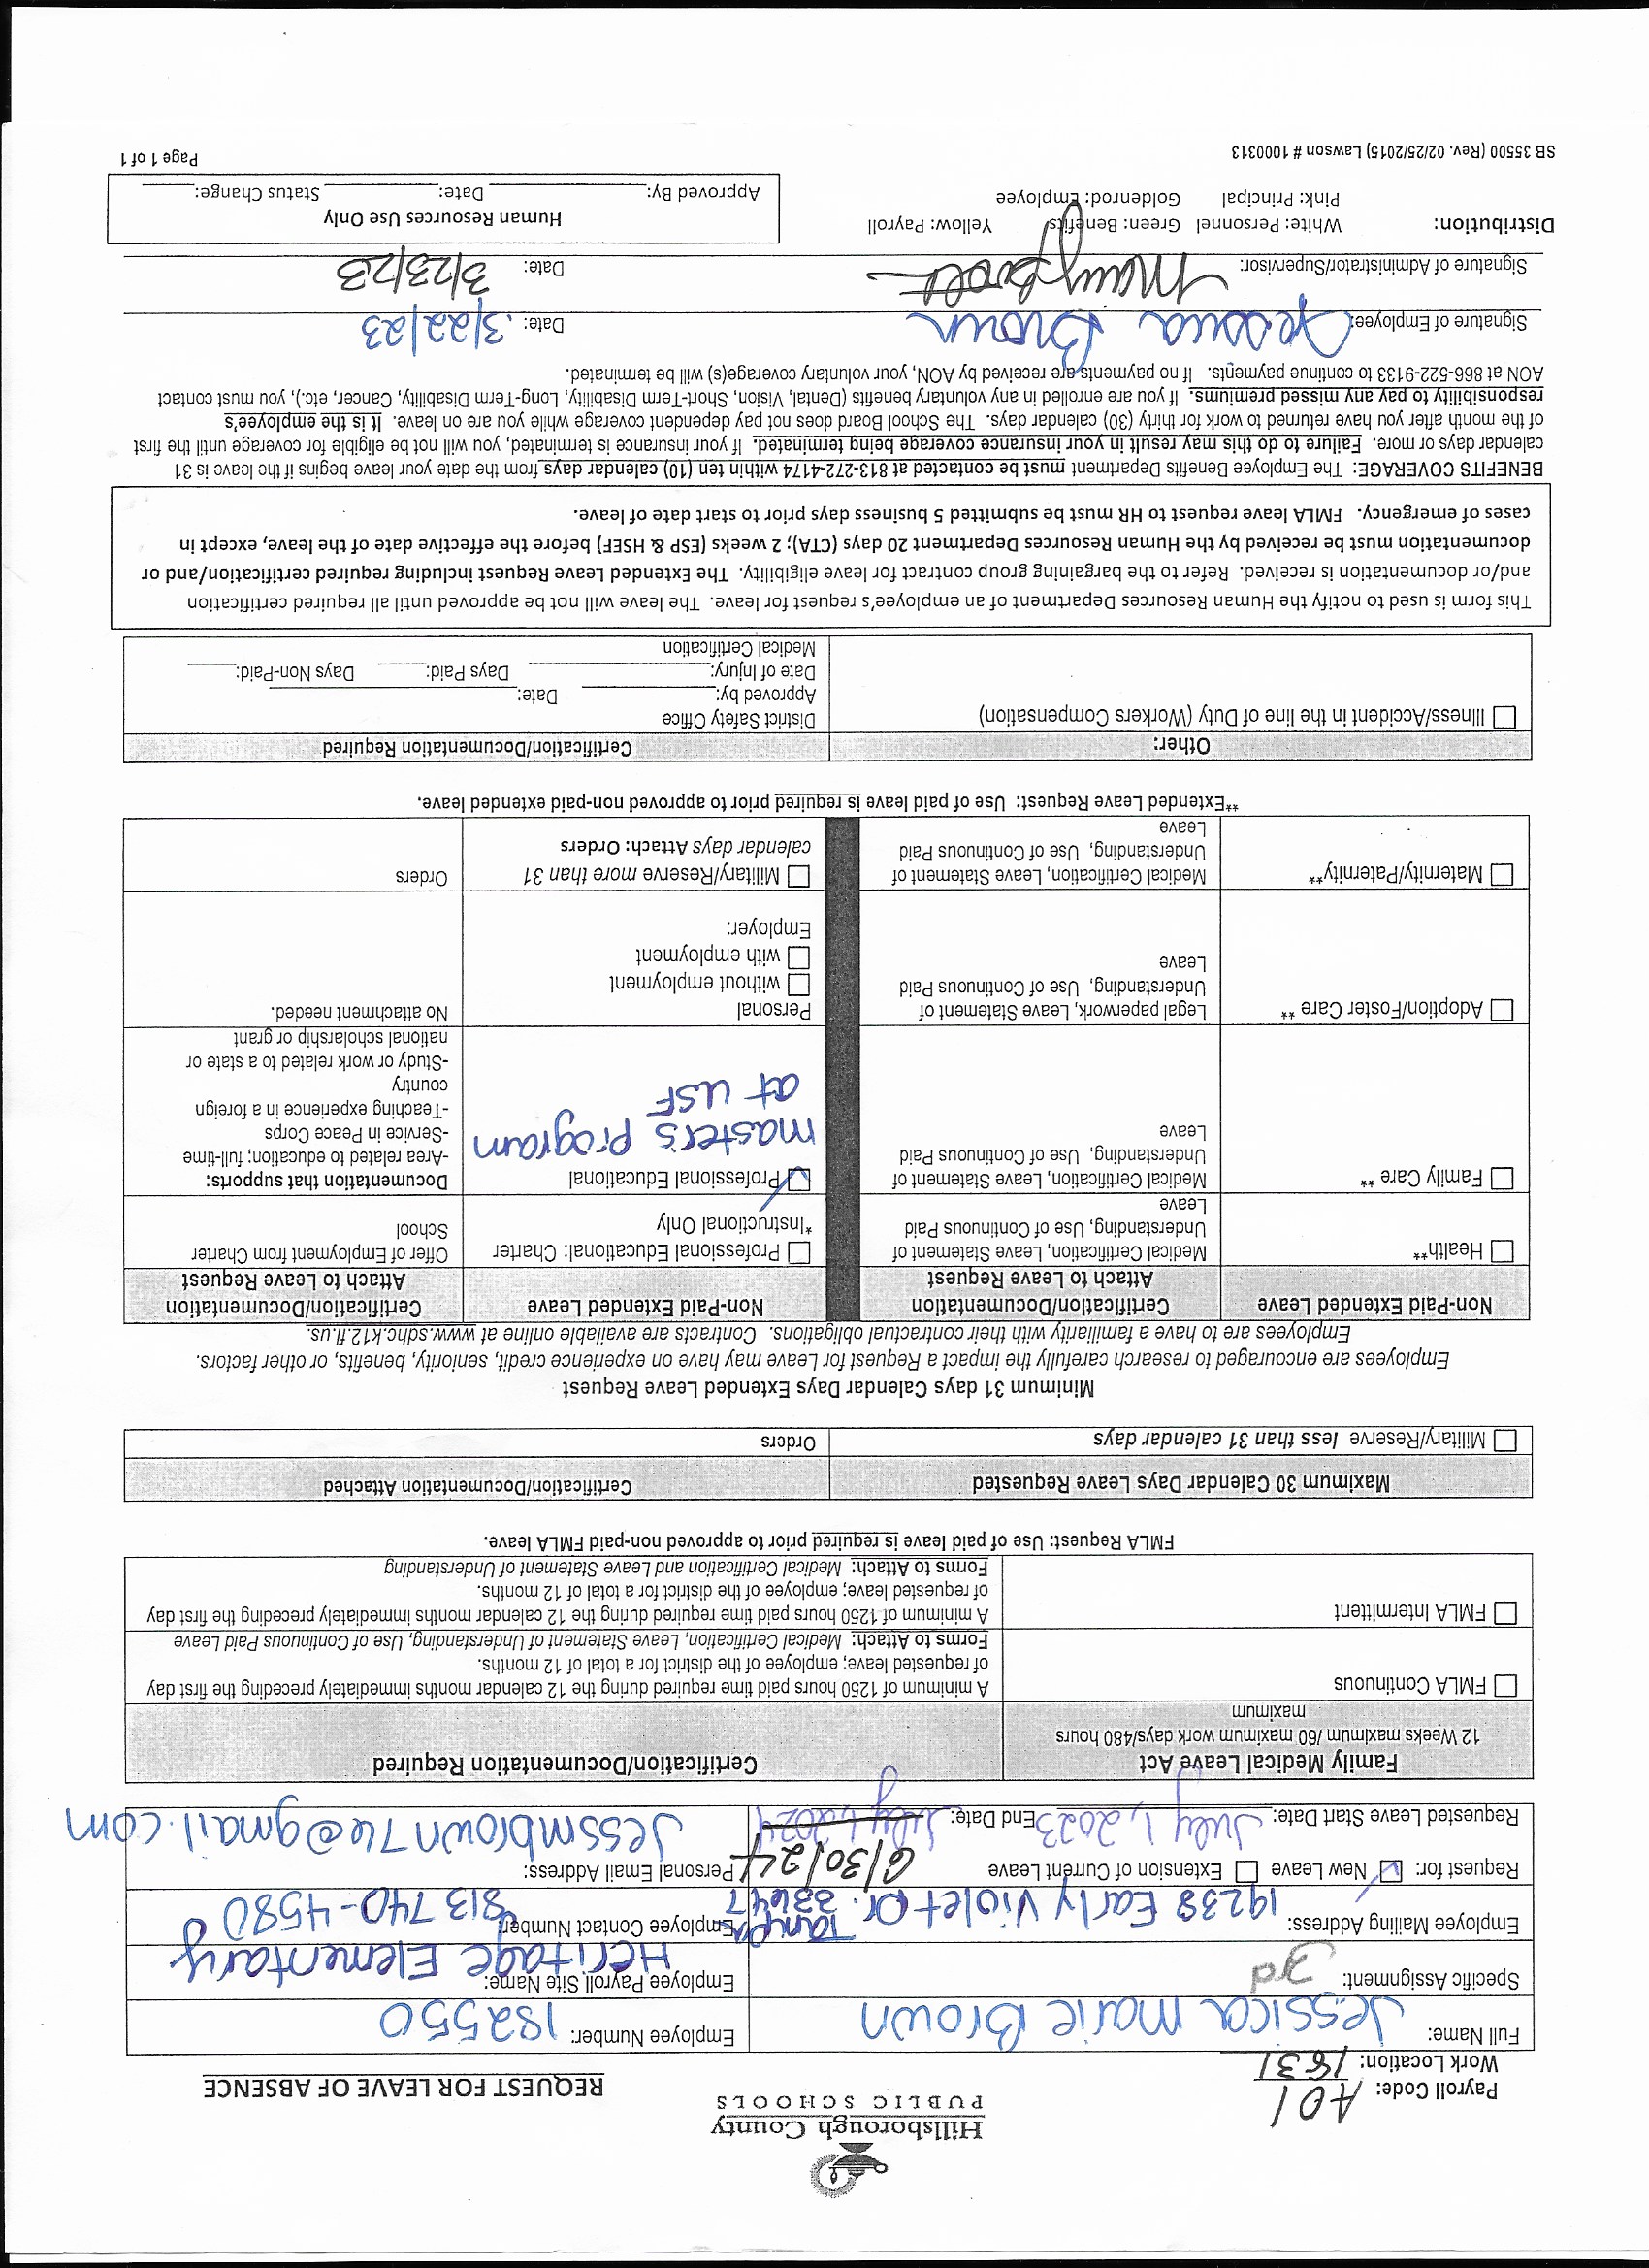 Hillsborough County
PUBLIC SCHOOLS
Payroll Code: A01
Work Location: 1831
REQUEST FOR LEAVE OF ABSENCE
Full Name: Jessica Marie Brown
Employee Number: 182550
Specific Assignment: 3rd
Employee Payroll Site Name: Heritage Elementary
Employee Mailing Address: 19238 Early Violet Dr. Tampa 33647
Employee Contact Number: 813 740-4580
Request for: ☑ New Leave ☐ Extension of Current Leave
Personal Email Address: Jessmbrown74@gmail.com
Requested Leave Start Date: July 1, 2023 End Date: July 1, 2024 6/30/24
Family Medical Leave Act
12 Weeks maximum /60 maximum work days/480 hours
maximum
Certification/Documentation Required
☐ FMLA Continuous
A minimum of 1250 hours paid time required during the 12 calendar months immediately preceding the first day
of requested leave; employee of the district for a total of 12 months.
Forms to Attach: Medical Certification, Leave Statement of Understanding, Use of Continuous Paid Leave
☐ FMLA Intermittent
A minimum of 1250 hours paid time required during the 12 calendar months immediately preceding the first day
of requested leave; employee of the district for a total of 12 months.
Forms to Attach: Medical Certification and Leave Statement of Understanding
FMLA Request: Use of paid leave is required prior to approved non-paid FMLA leave.
Maximum 30 Calendar Days Leave Requested
Certification/Documentation Attached
☐ Military/Reserve less than 31 calendar days
Orders
Minimum 31 days Calendar Days Extended Leave Request
Employees are encouraged to research carefully the impact a Request for Leave may have on experience credit, seniority, benefits, or other factors.
Employees are to have a familiarity with their contractual obligations. Contracts are available online at www.sdhc.k12.fl.us.
Non-Paid Extended Leave
Certification/Documentation
Attach to Leave Request
Non-Paid Extended Leave
Certification/Documentation
Attach to Leave Request
☐ Health**
Medical Certification, Leave Statement of
Understanding, Use of Continuous Paid
Leave
☐ Professional Educational: Charter
*Instructional Only
Offer of Employment from Charter
School
☐ Family Care **
Medical Certification, Leave Statement of
Understanding, Use of Continuous Paid
Leave
☑ Professional Educational
masters program
at USF
Documentation that supports:
-Area related to education; full-time
-Service in Peace Corps
-Teaching experience in a foreign
country
-Study or work related to a state or
national scholarship or grant
☐ Adoption/Foster Care **
Legal paperwork, Leave Statement of
Understanding, Use of Continuous Paid
Leave
Personal
☐ Without employment
☐ With employment
Employer:
No attachment needed.
☐ Maternity/Paternity**
Medical Certification, Leave Statement of
Understanding, Use of Continuous Paid
Leave
☐ Military/Reserve more than 31
calendar days Attach: Orders
Orders
**Extended Leave Request: Use of paid leave is required prior to approved non-paid extended leave.
Other:
Certification/Documentation Required
☐ Illness/Accident in the line of Duty (Workers Compensation)
District Safety Office
Approved by: Date:
Date of Injury: Days Paid: Days Non-Paid:
Medical Certification
This form is used to notify the Human Resources Department of an employee's request for leave. The leave will not be approved until all required certification
and/or documentation is received. Refer to the bargaining group contract for leave eligibility. The Extended Leave Request including required certification/and or
documentation must be received by the Human Resources Department 20 days (CTA); 2 weeks (ESP & HSEF) before the effective date of the leave, except in
cases of emergency. FMLA leave request to HR must be submitted 5 business days prior to start date of leave.
BENEFITS COVERAGE: The Employee Benefits Department must be contacted at 813-272-4174 within ten (10) calendar days from the date your leave begins if the leave is 31
calendar days or more. Failure to do this may result in your insurance coverage being terminated. If your insurance is terminated, you will not be eligible for coverage until the first
of the month after you have returned to work for thirty (30) calendar days. The School Board does not pay dependent coverage while you are on leave. It is the employee's
responsibility to pay any missed premiums. If you are enrolled in any voluntary benefits (Dental, Vision, Short-Term Disability, Long-Term Disability, Cancer, etc.), you must contact
AON at 866-522-9133 to continue payments. If no payments are received by AON, your voluntary coverage(s) will be terminated.
Signature of Employee: Jessica Brown Date: 3/22/23
Signature of Administrator/Supervisor: Mary Booth Date: 3/23/23
Distribution: White: Personnel Green: Benefits Yellow: Payroll
Pink: Principal Goldenrod: Employee
Human Resources Use Only
Approved By: Date: Status Change:
SB 35500 (Rev. 02/25/2015) Lawson # 1000313
Page 1 of 1